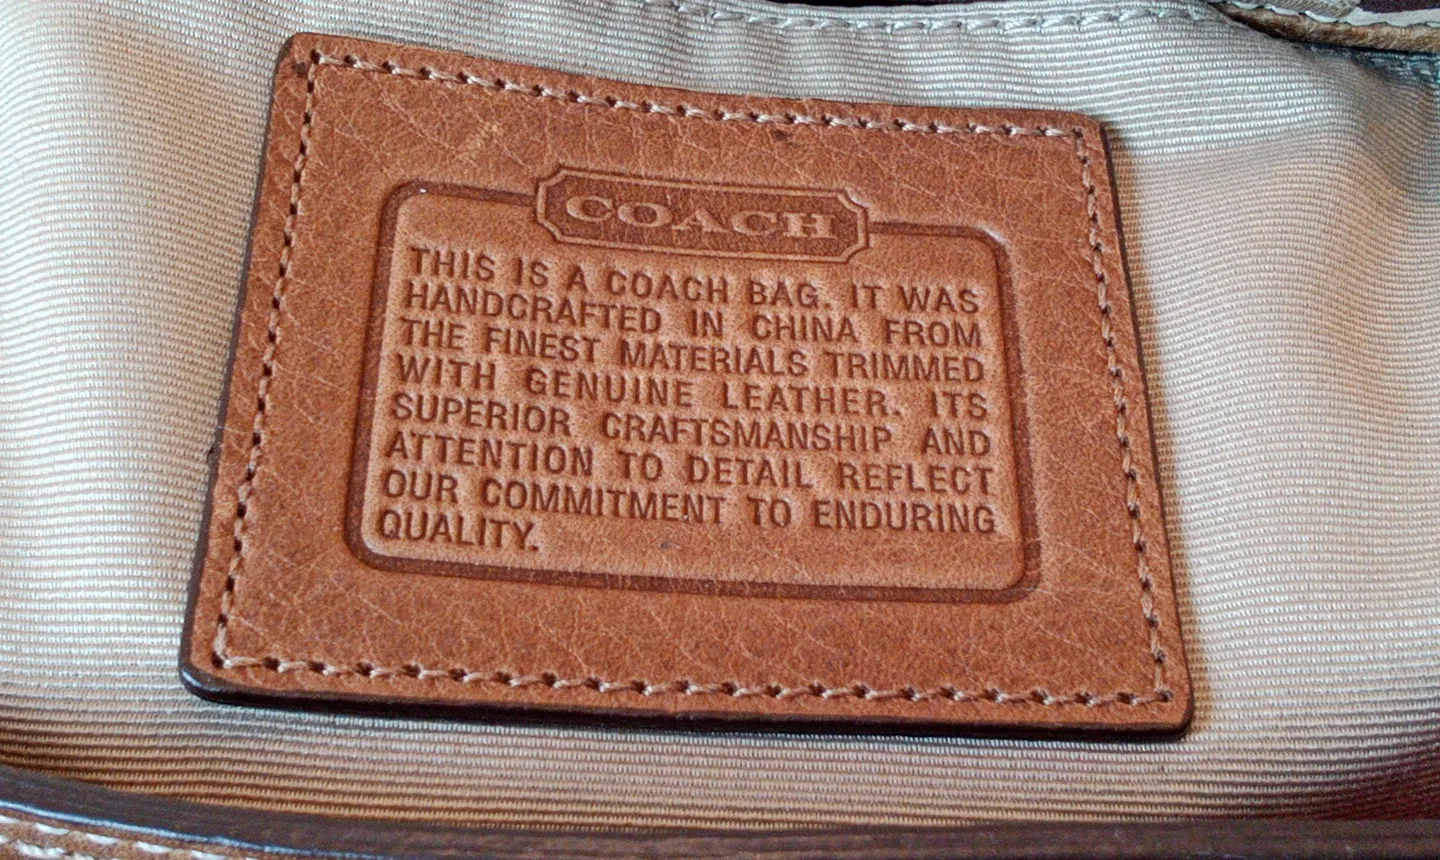 COACH
THIS IS A COACH BAG. IT WAS
HANDCRAFTED IN CHINA FROM
THE FINEST MATERIALS TRIMMED
WITH GENUINE LEATHER. ITS
SUPERIOR CRAFTSMANSHIP AND
ATTENTION TO DETAIL REFLECT
OUR COMMITMENT TO ENDURING
QUALITY.